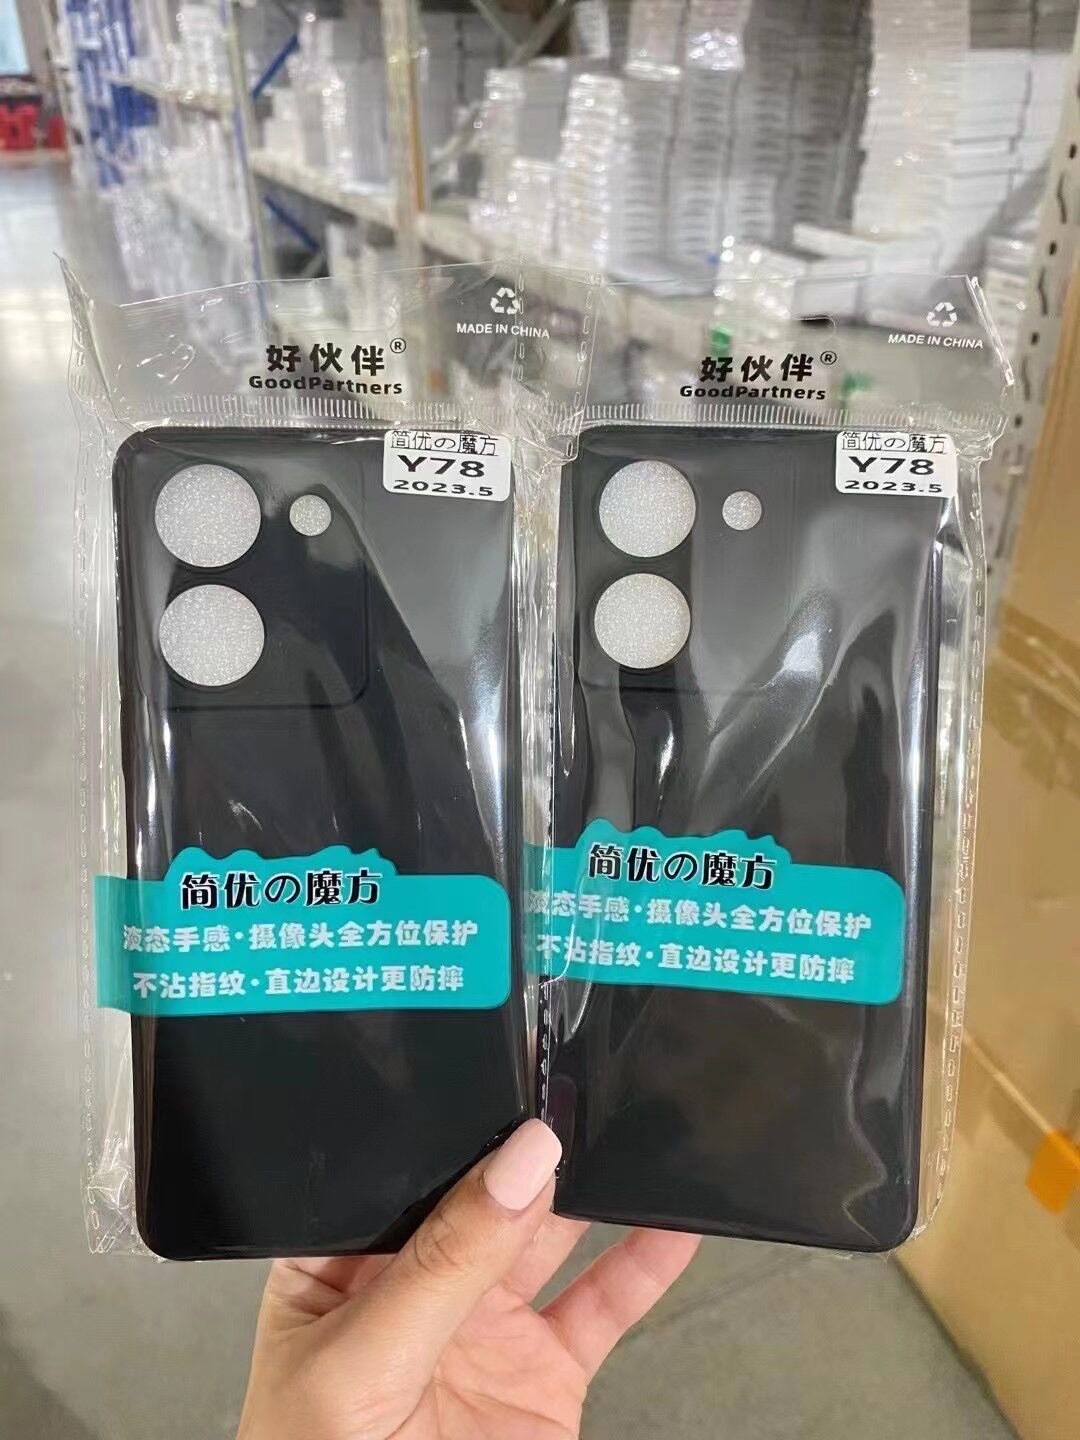 MADE IN CHINA
好伙伴®
GoodPartners
简优の魔方
Y78
2023.5
简优の魔方
液态手感·摄像头全方位保护
不沾指纹·直边设计更防摔
MADE IN CHINA
好伙伴®
GoodPartners
简优の魔方
Y78
2023.5
简优の魔方
液态手感·摄像头全方位保护
不沾指纹·直边设计更防摔